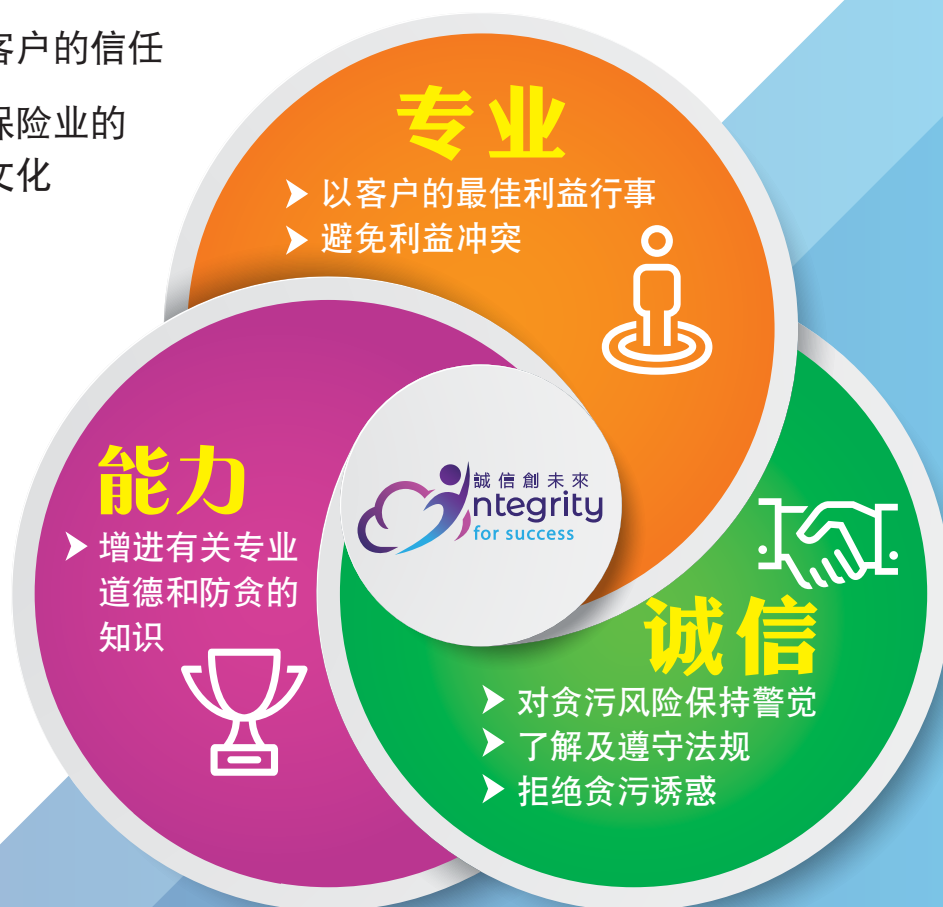 客户的信任
保险业的
文化
专业
➤ 以客户的最佳利益行事
➤ 避免利益冲突
能力
➤ 增进有关专业
道德和防贪的
知识
誠信創未來
Integrity
for success
诚信
➤ 对贪污风险保持警觉
➤ 了解及遵守法规
➤ 拒绝贪污诱惑